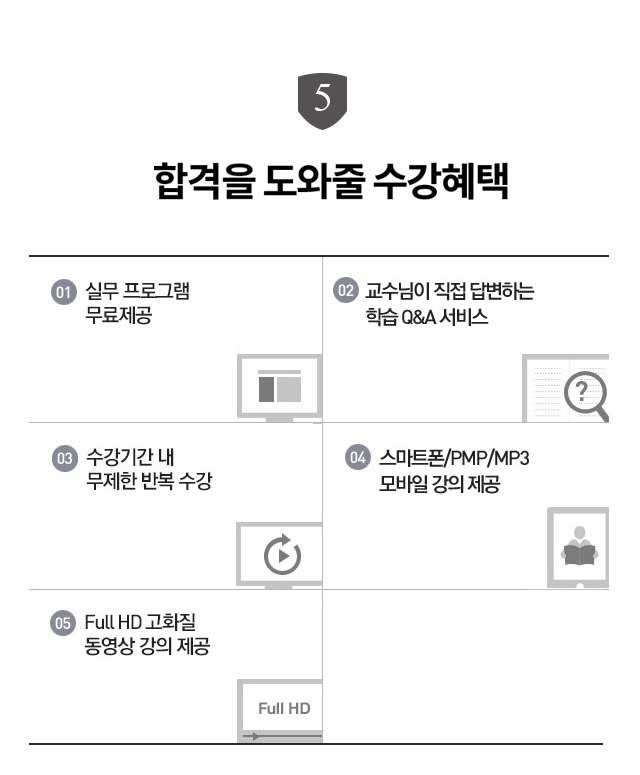 5
합격을 도와줄 수강혜택
01 실무 프로그램
무료제공
02 교수님이 직접 답변하는
학습 Q&A 서비스
?
03 수강기간 내
무제한 반복 수강
04 스마트폰/PMP/MP3
모바일 강의 제공
05 Full HD 고화질
동영상 강의 제공
Full HD